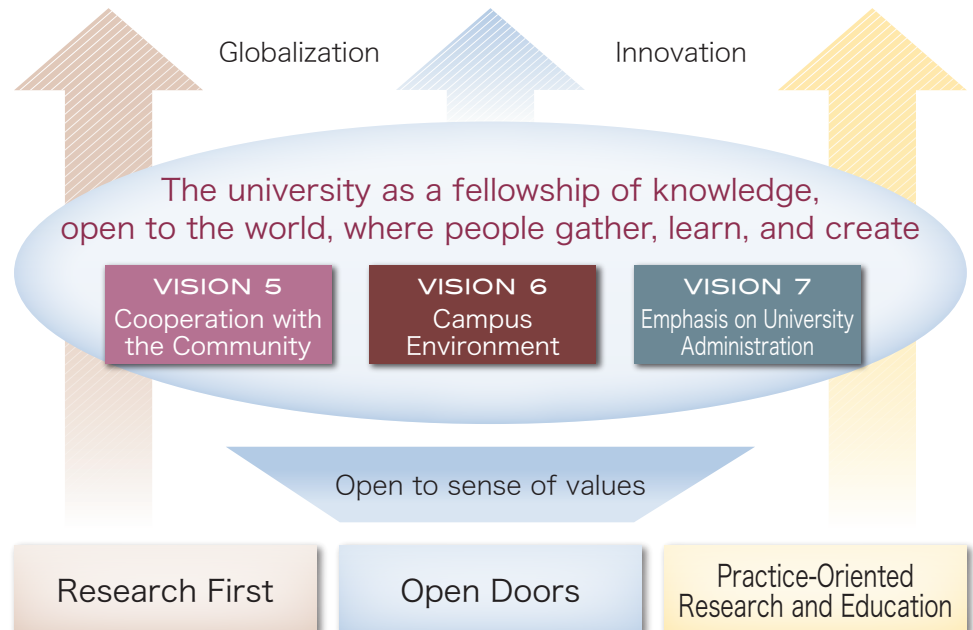 Globalization
Innovation
The university as a fellowship of knowledge,
open to the world, where people gather, learn, and create
VISION 5
Cooperation with
the Community
VISION 6
Campus
Environment
VISION 7
Emphasis on University
Administration
Open to sense of values
Research First
Open Doors
Practice-Oriented
Research and Education